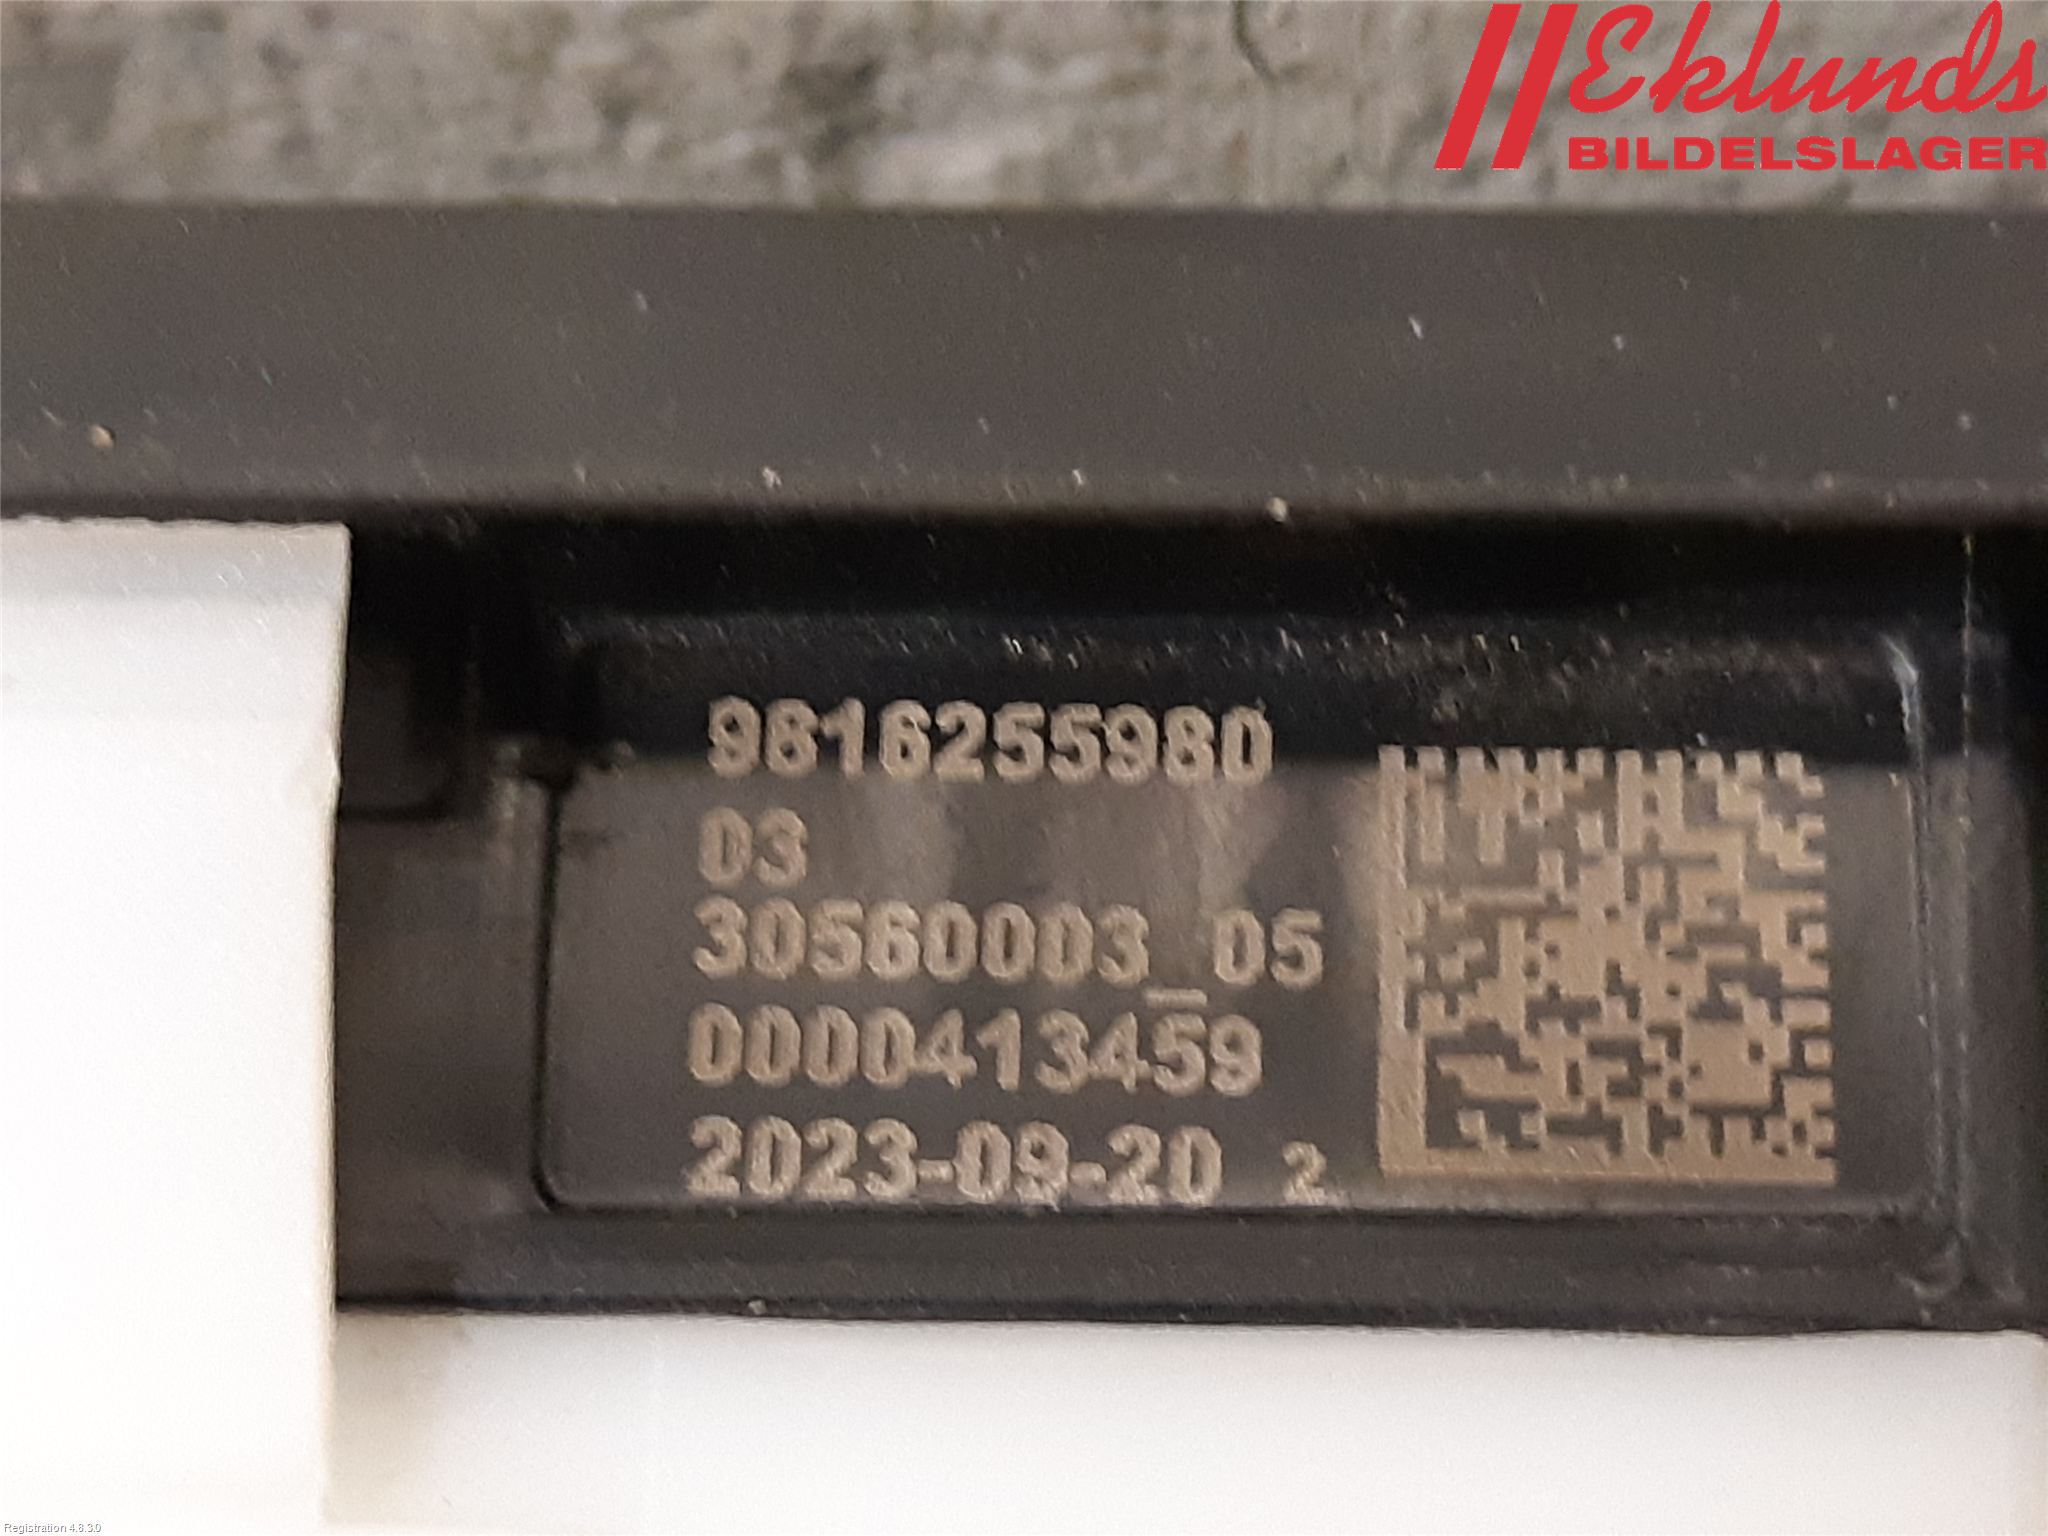 Eklunds
BILDELSLAGER
9816255980
03
30560003_05
0000413459
2023-09-20 2
Registration 4.8.3.0